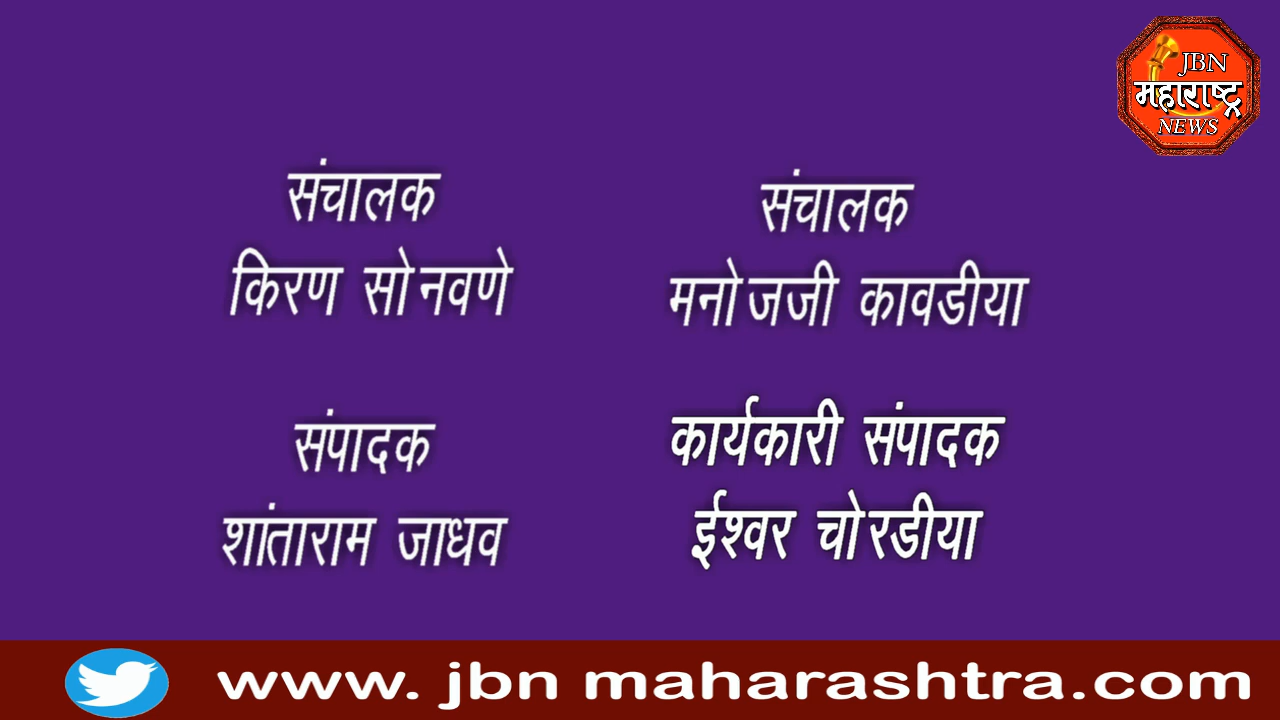 JBN
महाराष्ट्र
NEWS
संचालक
किरण सोनवणे
संचालक
मनोजजी कावडीया
संपादक
शांताराम जाधव
कार्यकारी संपादक
ईश्वर चोरडीया
www. jbn maharashtra.com